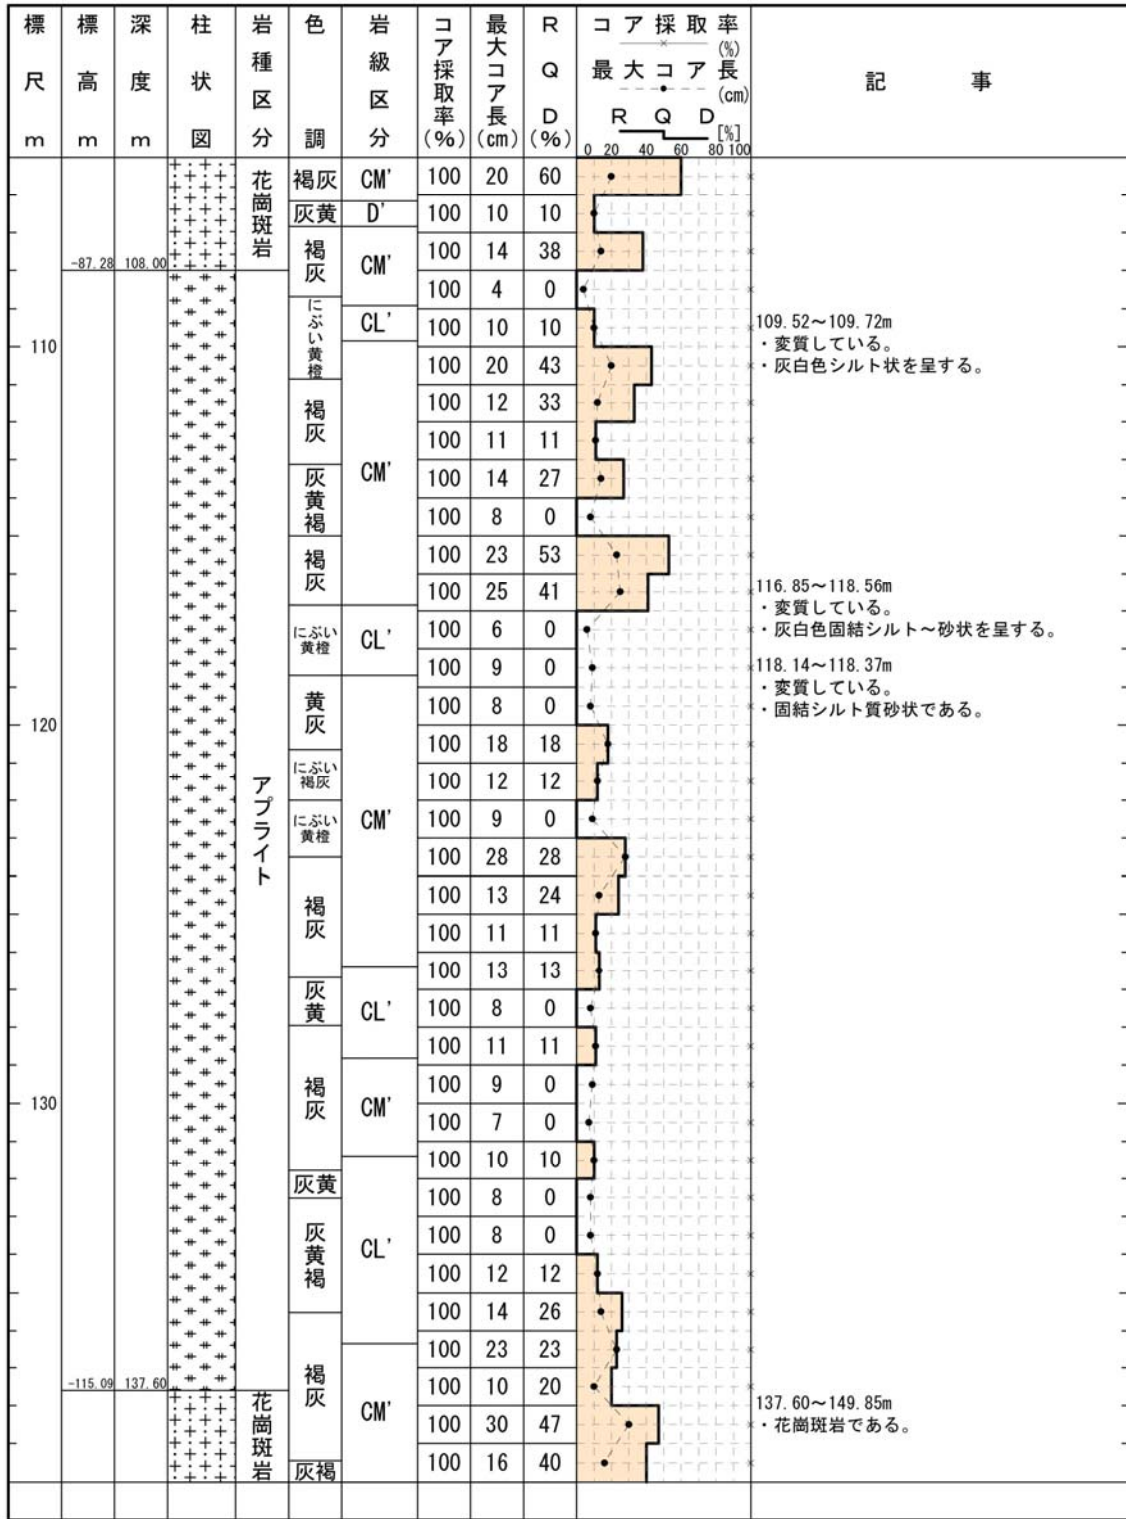 標尺 m
標高 m
深度 m
柱状図
岩種区分
色調
岩級区分
コア採取率 (%)
最大コア長 (cm)
RQD (%)
コア採取率 (%)
最大コア長 (cm)
RQD [%]
0 20 40 60 80 100
記事
花崗斑岩
褐灰 CM' 100 20 60
灰黄 D' 100 10 10
褐灰 CM' 100 14 38
-87.28 108.00
アプライト
100 4 0
にぶい黄橙
CL' 100 10 10
109.52～109.72m
・変質している。
・灰白色シルト状を呈する。
110
CM'
100 20 43
褐灰
100 12 33
100 11 11
灰黄褐
100 14 27
100 8 0
褐灰
100 23 53
100 25 41
116.85～118.56m
・変質している。
・灰白色固結シルト～砂状を呈する。
にぶい
黄橙
CL'
100 6 0
100 9 0
118.14～118.37m
・変質している。
・固結シルト質砂状である。
黄灰
CM'
100 8 0
120
100 18 18
にぶい
褐灰
100 12 12
にぶい
黄橙
100 9 0
100 28 28
褐灰
100 13 24
100 11 11
100 13 13
灰黄
CL'
100 8 0
褐灰
100 11 11
CM'
100 9 0
130
100 7 0
100 10 10
灰黄
CL'
100 8 0
灰黄褐
100 8 0
100 12 12
100 14 26
褐灰
CM'
100 23 23
100 10 20
-115.09 137.60
137.60～149.85m
・花崗斑岩である。
花崗斑岩
100 30 47
灰褐
100 16 40